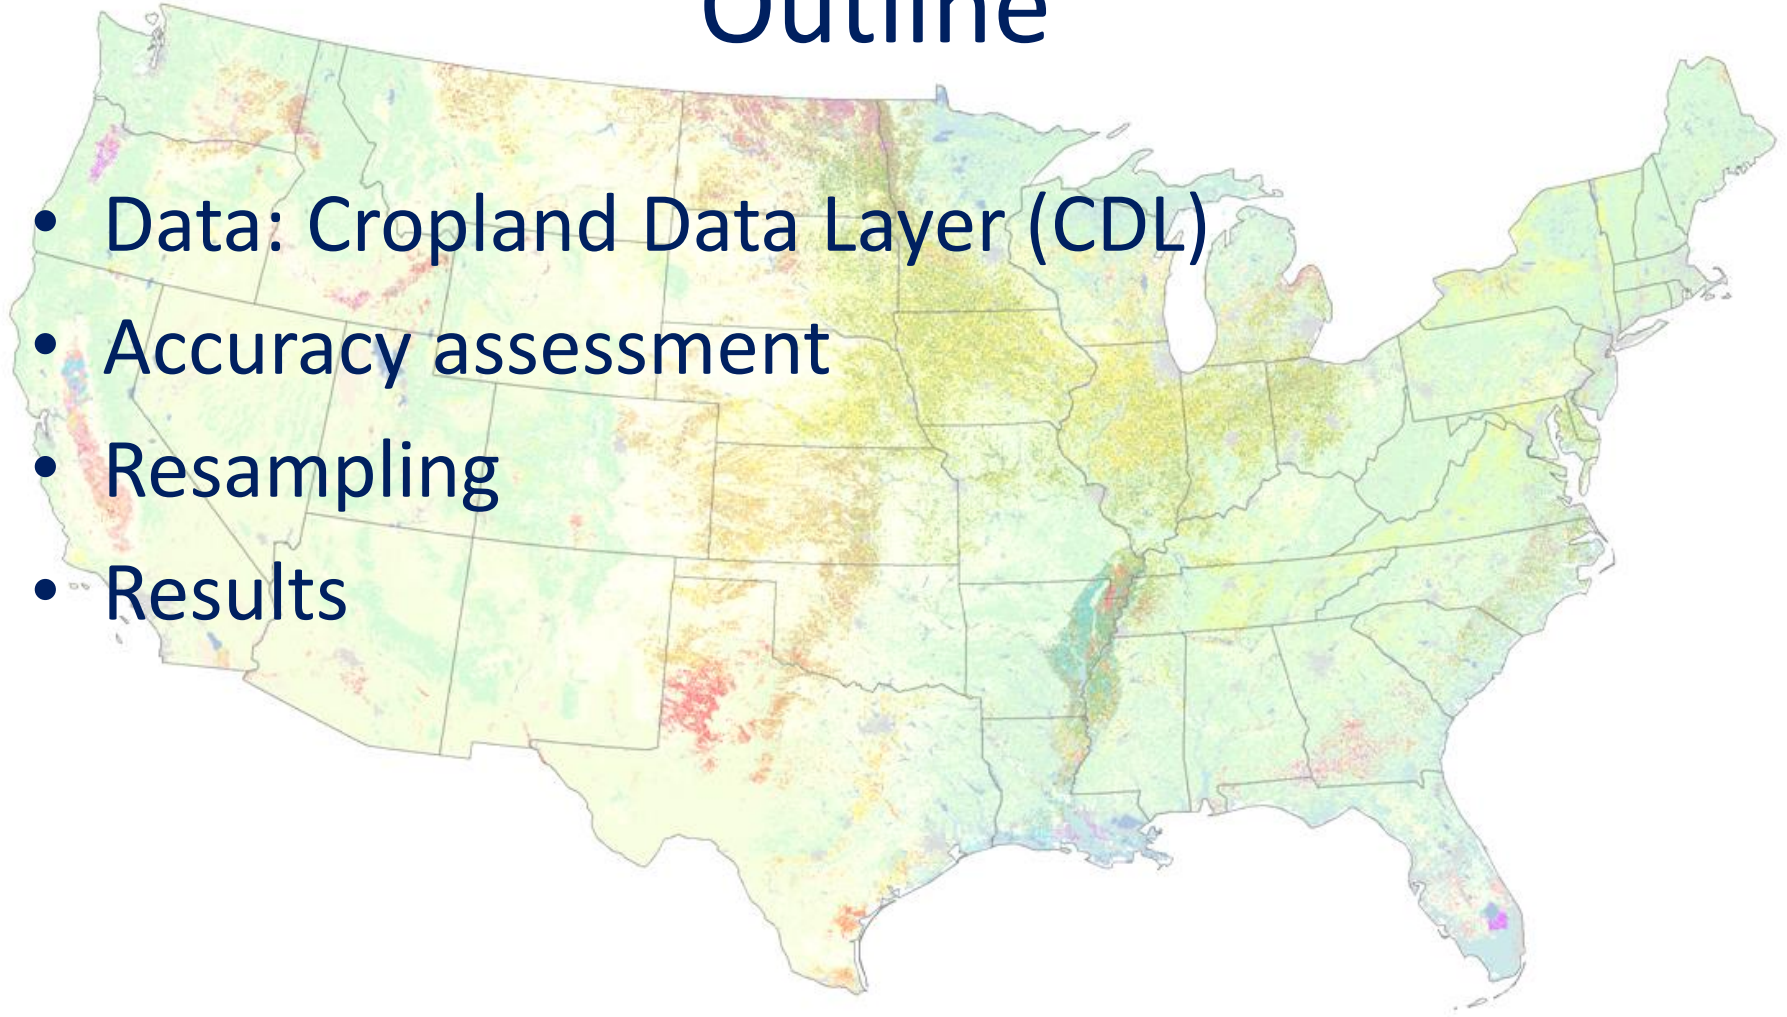 Outline
• Data: Cropland Data Layer (CDL)
• Accuracy assessment
• Resampling
• Results